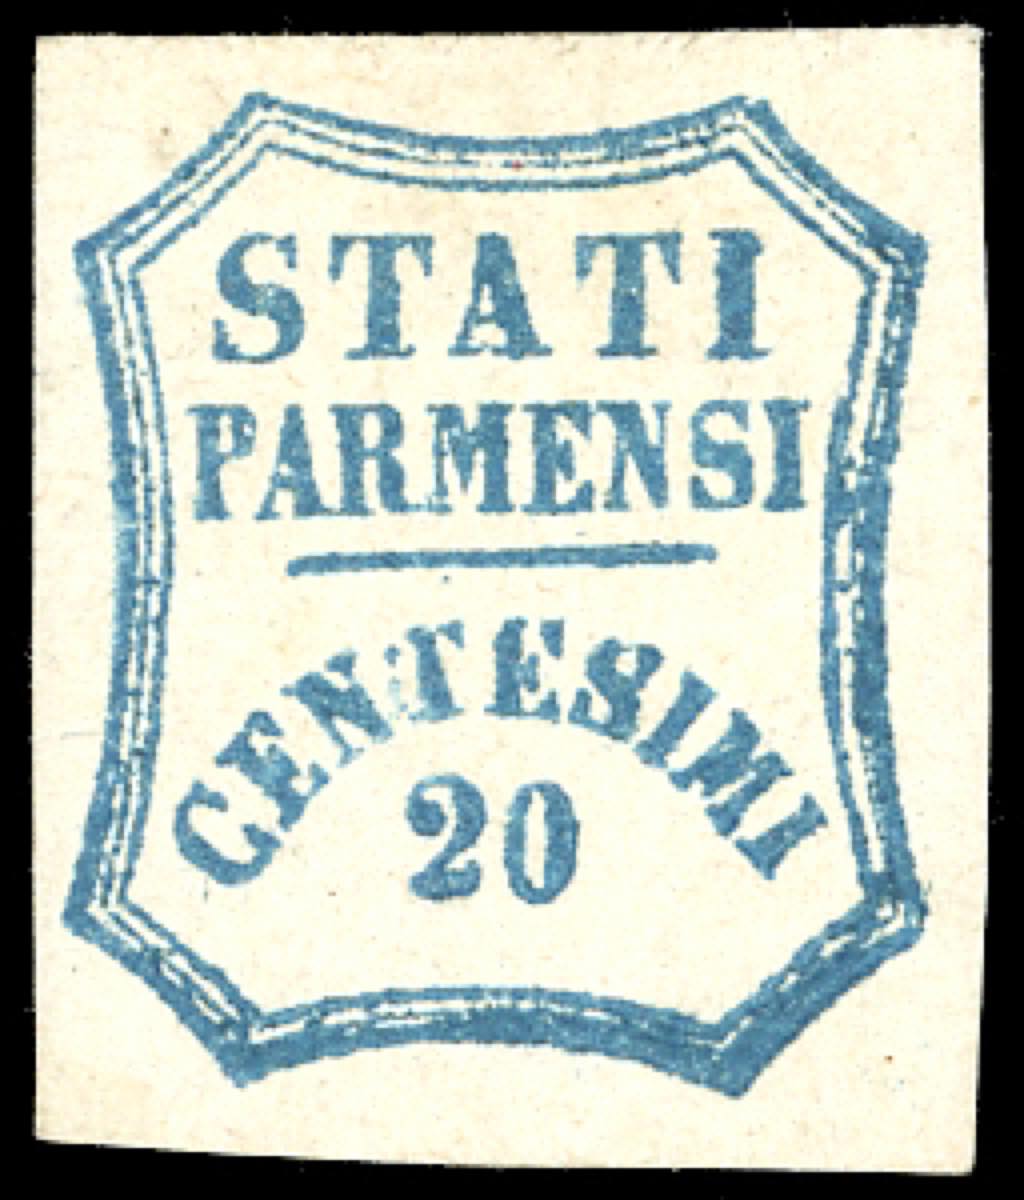 STATI
PARMENSI
CENTESIMI
20